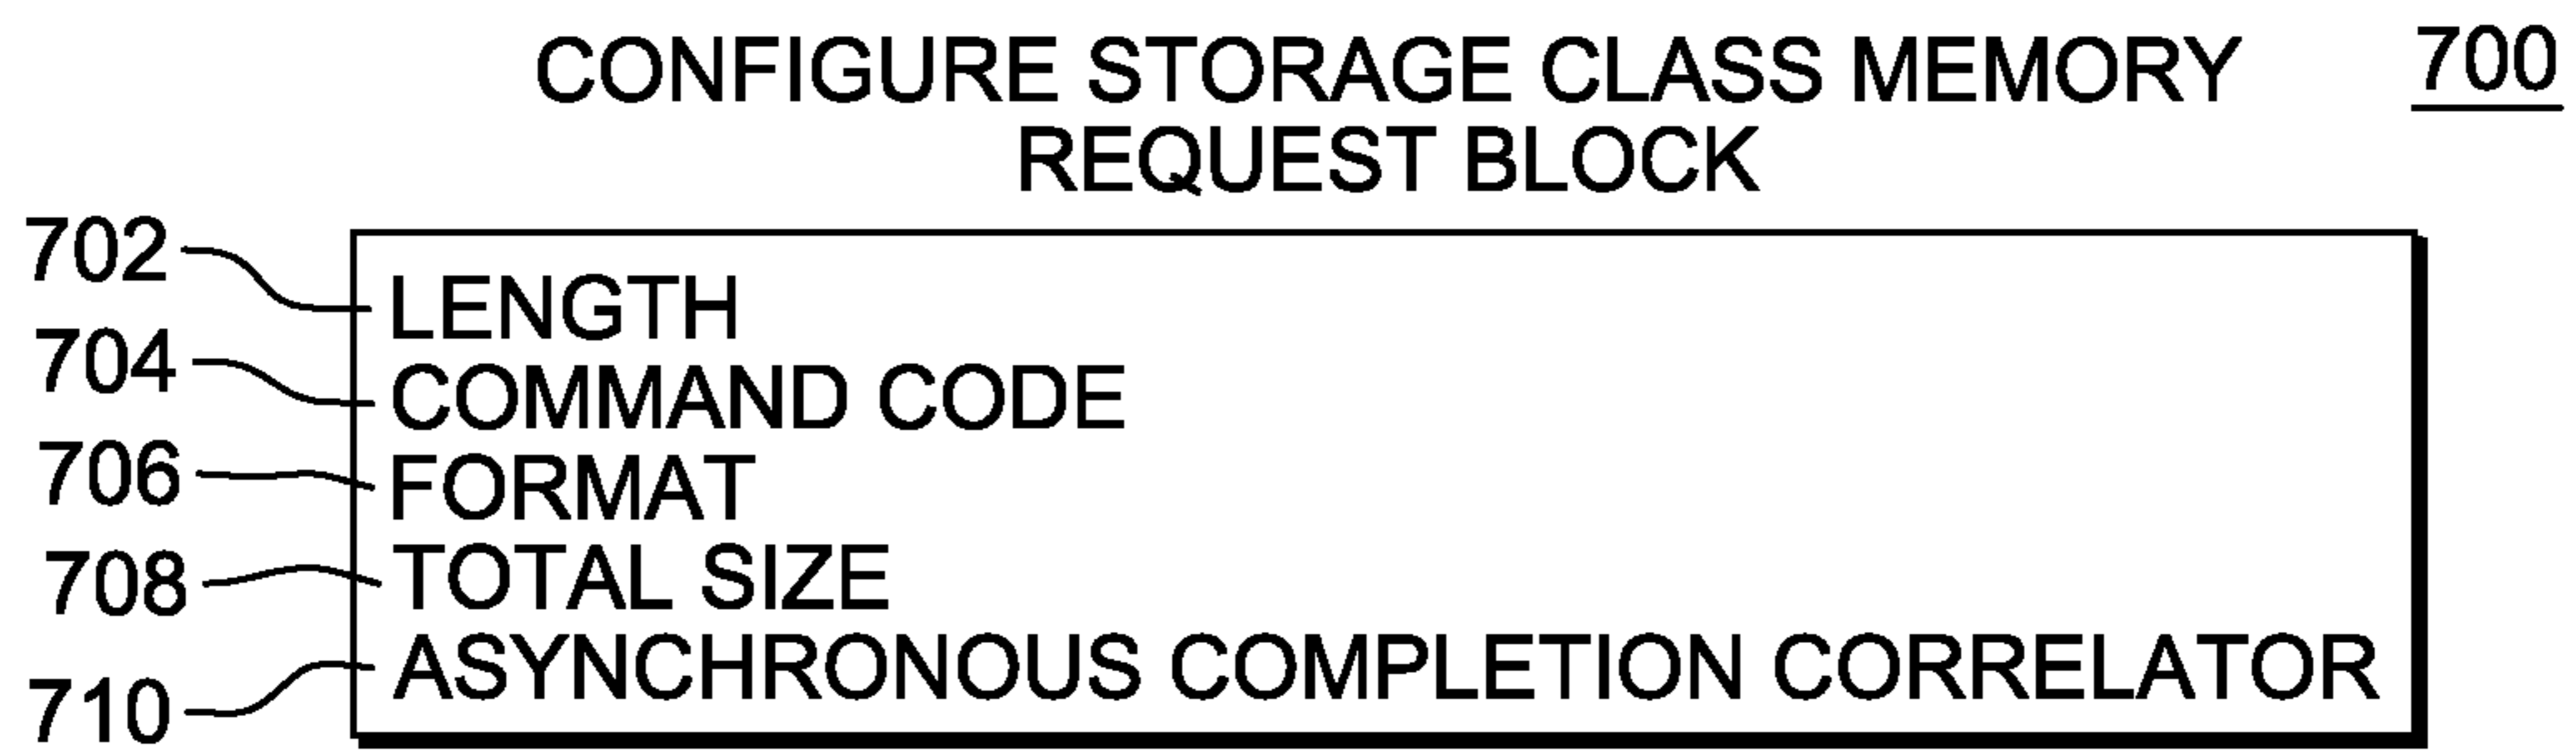 CONFIGURE STORAGE CLASS MEMORY 700
REQUEST BLOCK
702 LENGTH
704 COMMAND CODE
706 FORMAT
708 TOTAL SIZE
710 ASYNCHRONOUS COMPLETION CORRELATOR